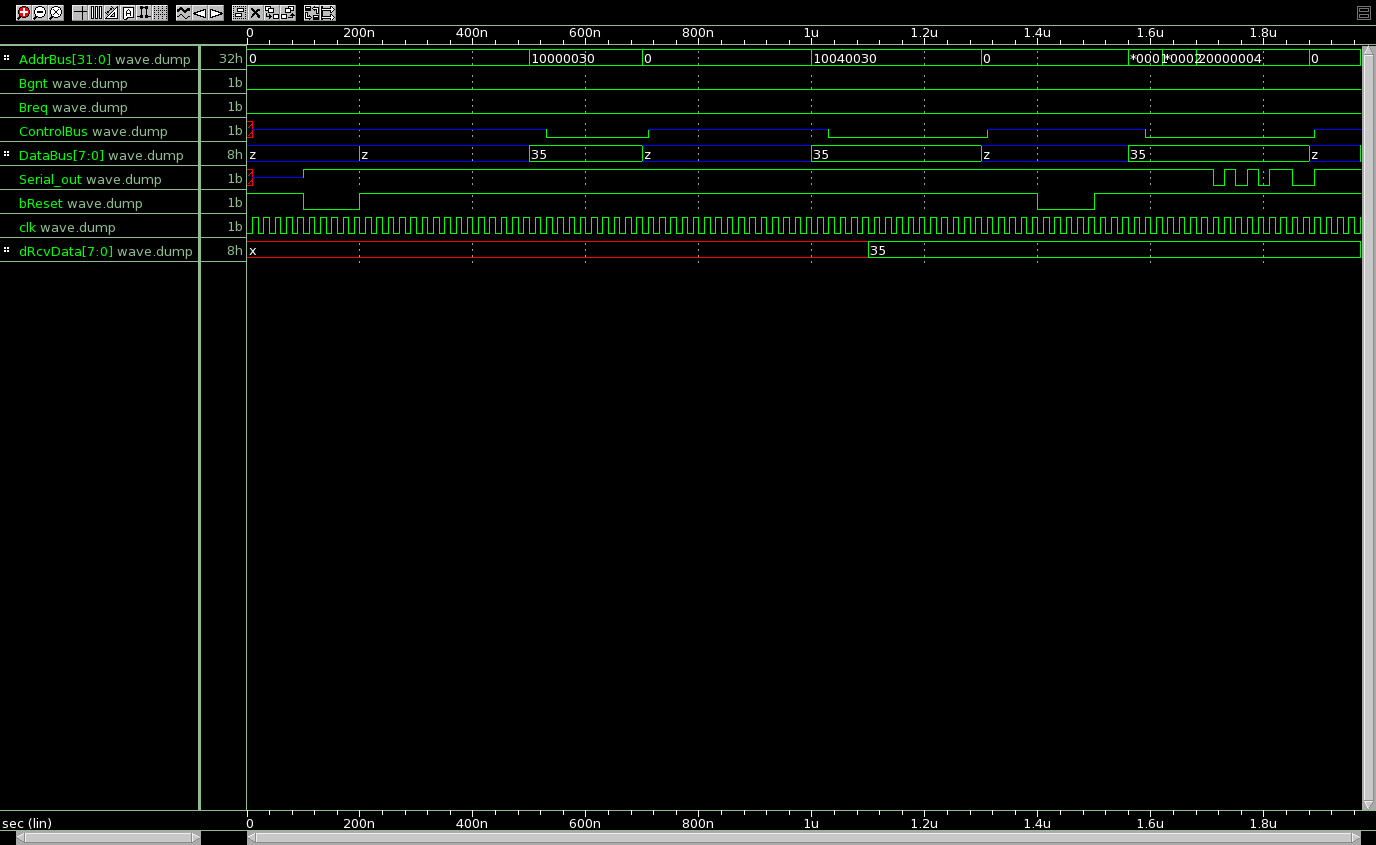 0 200n 400n 600n 800n 1u 1.2u 1.4u 1.6u 1.8u
AddrBus[31:0] wave.dump 32h 0 10000030 0 10040030 0 *0001 *0002 20000004 0
Bgnt wave.dump 1b
Breq wave.dump 1b
ControlBus wave.dump 1b
DataBus[7:0] wave.dump 8h z z 35 z 35 z 35 z
Serial_out wave.dump 1b
bReset wave.dump 1b
clk wave.dump 1b
dRcvData[7:0] wave.dump 8h x 35
sec (lin) 0 200n 400n 600n 800n 1u 1.2u 1.4u 1.6u 1.8u